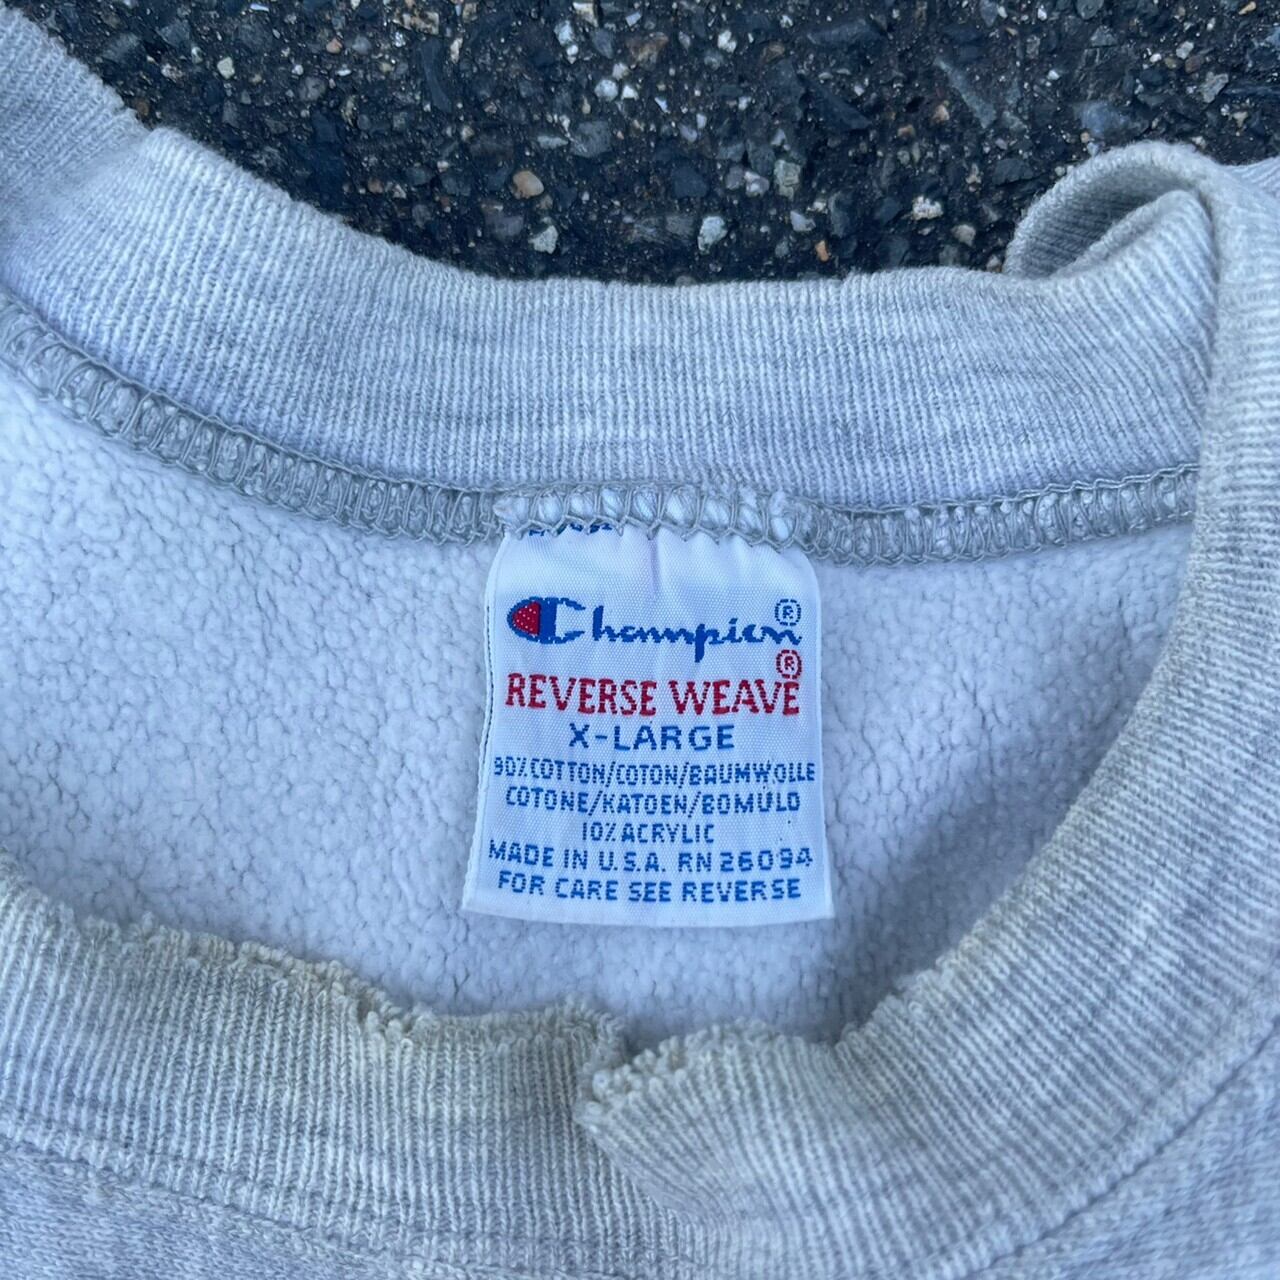 Champion®
REVERSE WEAVE®
X-LARGE
90% COTTON/COTON/BAUMWOLLE
COTONE/KATOEN/BOMULD
10% ACRYLIC
MADE IN U.S.A. RN 26094
FOR CARE SEE REVERSE